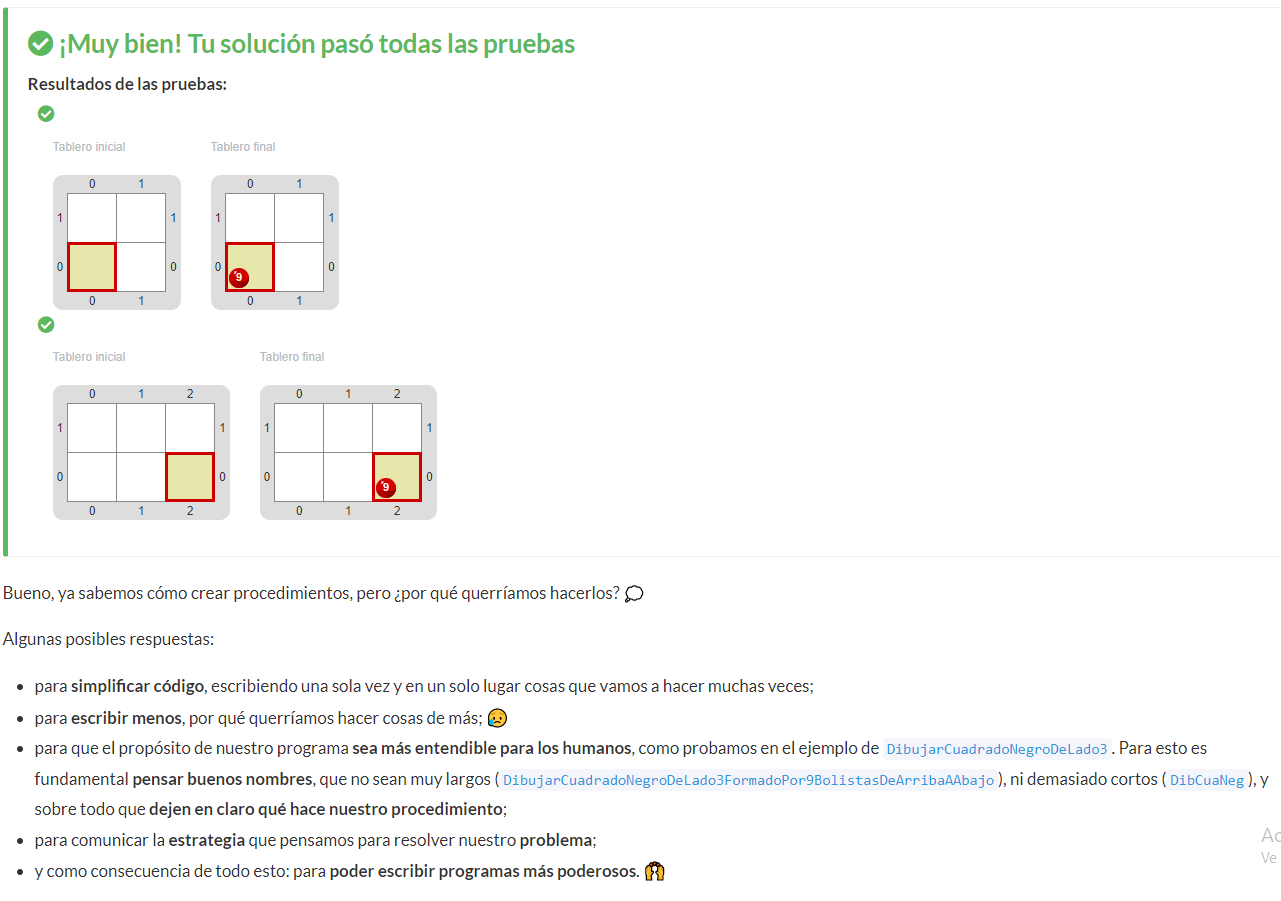 ¡Muy bien! Tu solución pasó todas las pruebas
Resultados de las pruebas:
Tablero inicial Tablero final
0 1 0 1
1 1 1 1
0 0 0 9 0
0 1 0 1
Tablero inicial Tablero final
0 1 2 0 1 2
1 1 1 1
0 0 0 9 0
0 1 2 0 1 2
Bueno, ya sabemos cómo crear procedimientos, pero ¿por qué querríamos hacerlos? 💭
Algunas posibles respuestas:
• para simplificar código, escribiendo una sola vez y en un solo lugar cosas que vamos a hacer muchas veces;
• para escribir menos, por qué querríamos hacer cosas de más; 😥
• para que el propósito de nuestro programa sea más entendible para los humanos, como probamos en el ejemplo de DibujarCuadradoNegroDeLado3. Para esto es
fundamental pensar buenos nombres, que no sean muy largos (DibujarCuadradoNegroDeLado3FormadoPor9BolistasDeArribaAAbajo), ni demasiado cortos (DibCuaNeg), y
sobre todo que dejen en claro qué hace nuestro procedimiento;
• para comunicar la estrategia que pensamos para resolver nuestro problema;
• y como consecuencia de todo esto: para poder escribir programas más poderosos. 🙌
Ac
Ve